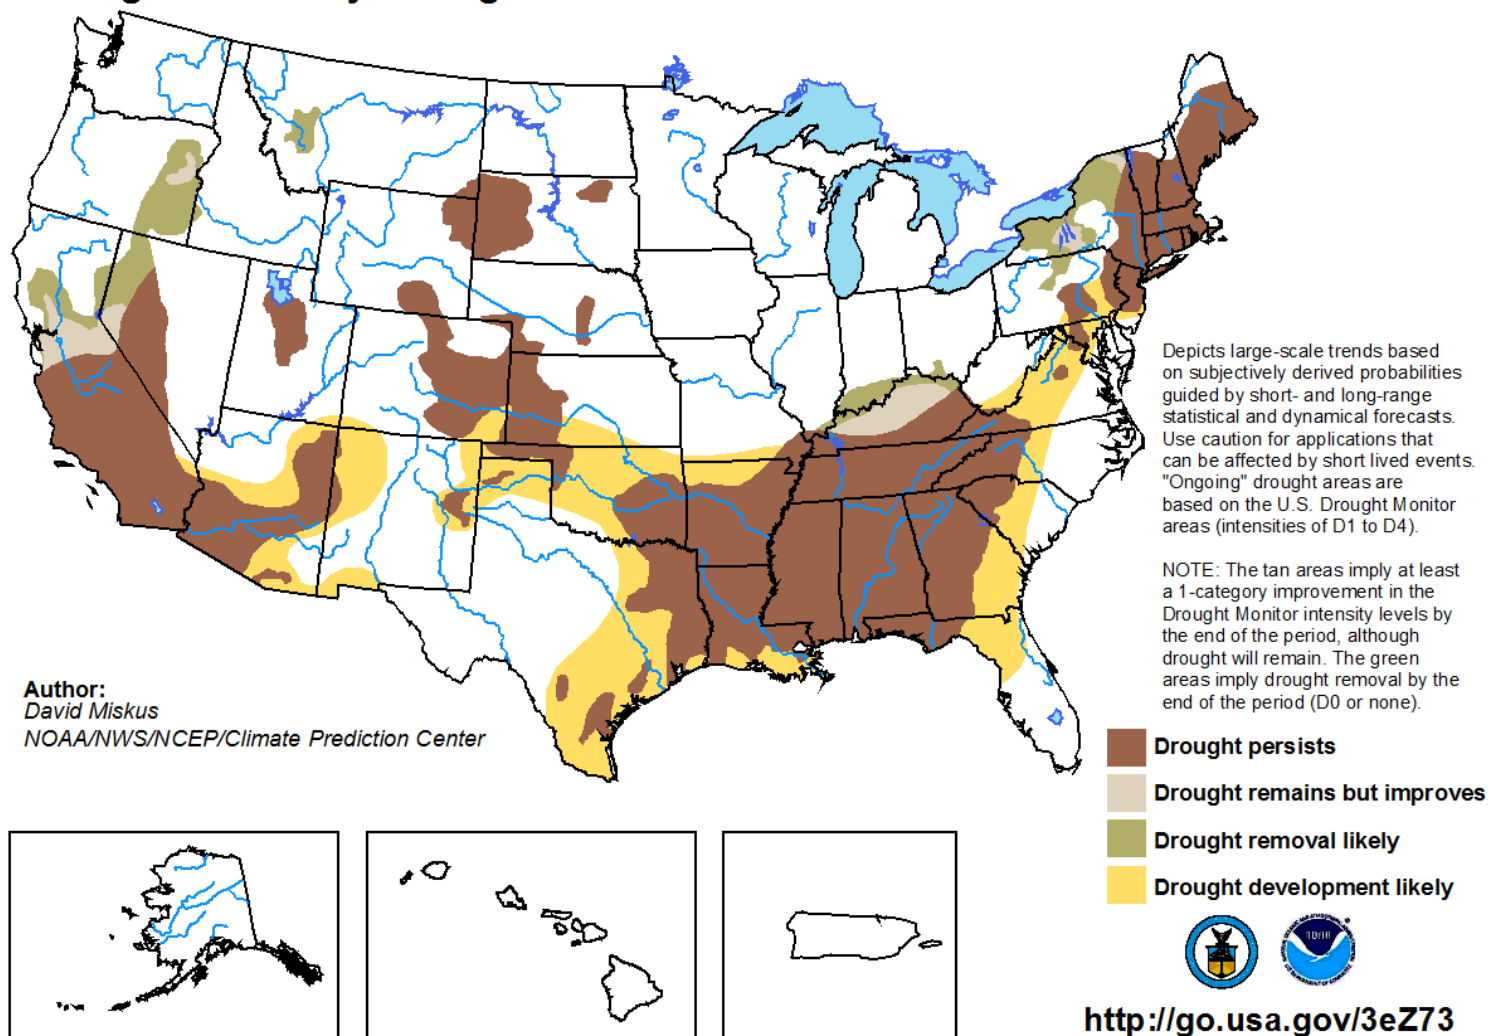 Depicts large-scale trends based
on subjectively derived probabilities
guided by short- and long-range
statistical and dynamical forecasts.
Use caution for applications that
can be affected by short lived events.
"Ongoing" drought areas are
based on the U.S. Drought Monitor
areas (intensities of D1 to D4).
NOTE: The tan areas imply at least
a 1-category improvement in the
Drought Monitor intensity levels by
the end of the period, although
drought will remain. The green
areas imply drought removal by the
end of the period (D0 or none).
Author:
David Miskus
NOAA/NWS/NCEP/Climate Prediction Center
Drought persists
Drought remains but improves
Drought removal likely
Drought development likely
NOAA
http://go.usa.gov/3eZ73